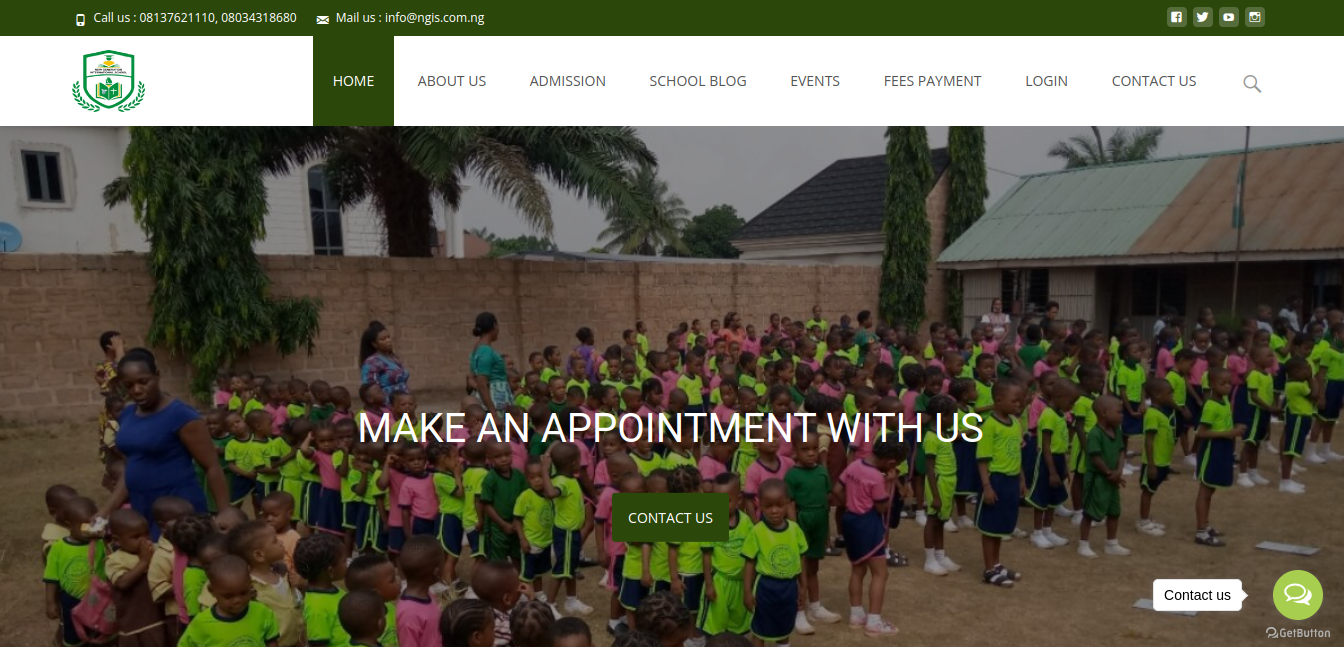 Call us : 08137621110, 08034318680 Mail us : info@ngis.com.ng
HOME ABOUT US ADMISSION SCHOOL BLOG EVENTS FEES PAYMENT LOGIN CONTACT US
MAKE AN APPOINTMENT WITH US
CONTACT US
Contact us
GetButton